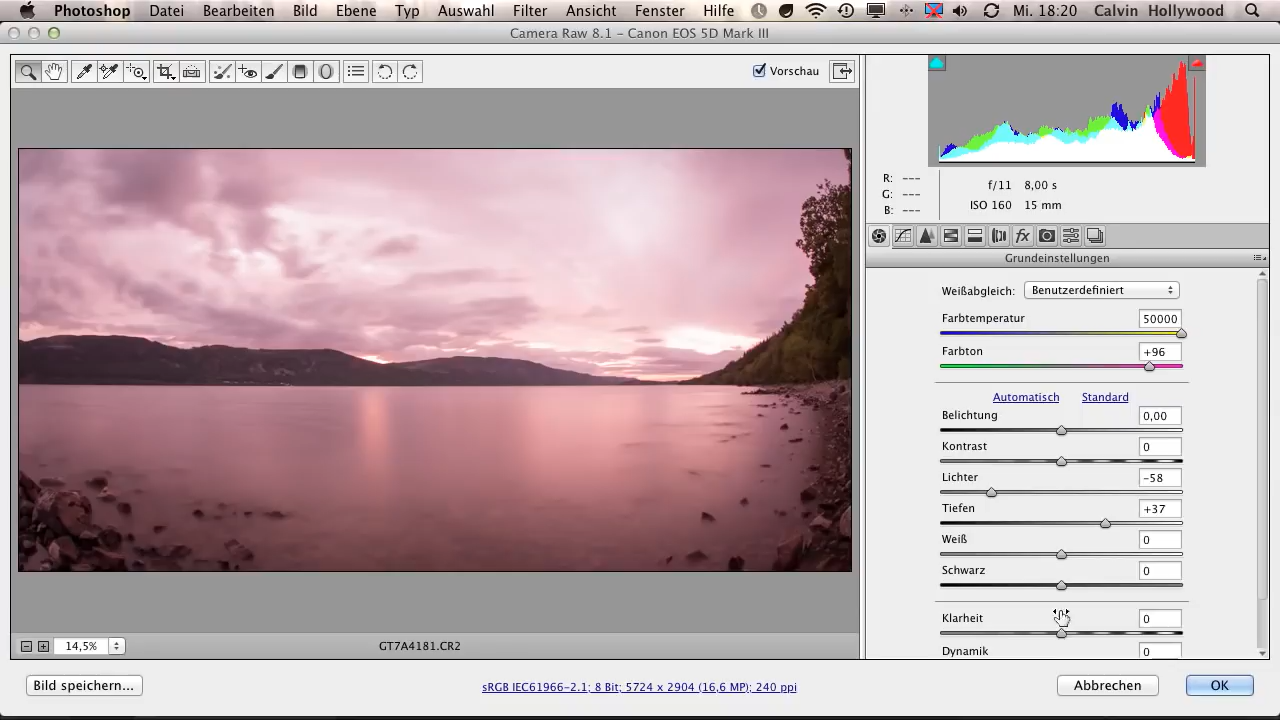 Photoshop Datei Bearbeiten Bild Ebene Typ Auswahl Filter Ansicht Fenster Hilfe Mi. 18:20 Calvin Hollywood
Camera Raw 8.1 – Canon EOS 5D Mark III
Vorschau
R: ---
G: ---
B: ---
f/11 8,00 s
ISO 160 15 mm
fx
Grundeinstellungen
Weißabgleich: Benutzerdefiniert
Farbtemperatur 50000
Farbton +96
Automatisch Standard
Belichtung 0,00
Kontrast 0
Lichter -58
Tiefen +37
Weiß 0
Schwarz 0
Klarheit 0
Dynamik 0
14,5% GT7A4181.CR2
Bild speichern... sRGB IEC61966-2.1; 8 Bit; 5724 x 2904 (16,6 MP); 240 ppi Abbrechen OK